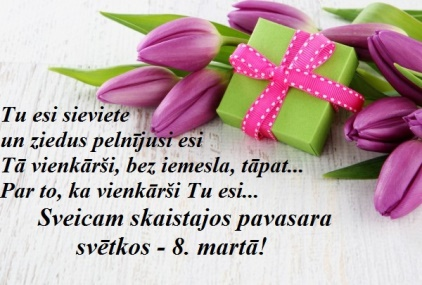 Tu esi sieviete
un ziedus pelnījusi esi
Tā vienkārši, bez iemesla, tāpat...
Par to, ka vienkārši Tu esi...
Sveicam skaistajos pavasara
svētkos - 8. martā!